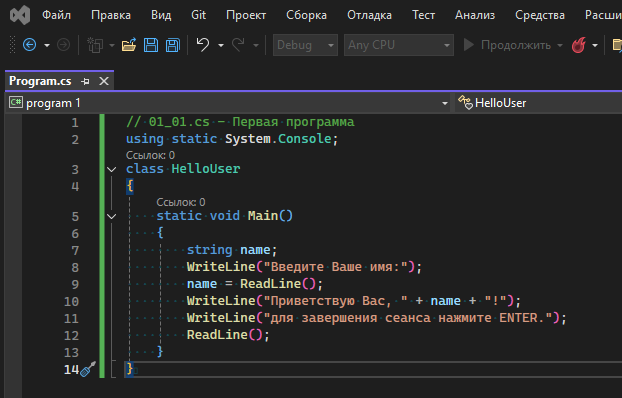 Файл Правка Вид Git Проект Сборка Отладка Тест Анализ Средства
Debug Any CPU Продолжить
Program.cs
C# program 1 HelloUser
1 // 01_01.cs - Первая программа
2 using static System.Console;
Ссылок: 0
3 class HelloUser
4 {
Ссылок: 0
5 static void Main()
6 {
7 string name;
8 WriteLine("Введите Ваше имя:");
9 name = ReadLine();
10 WriteLine("Приветствую Вас, " + name + "!");
11 WriteLine("для завершения сеанса нажмите ENTER.");
12 ReadLine();
13 }
14 }